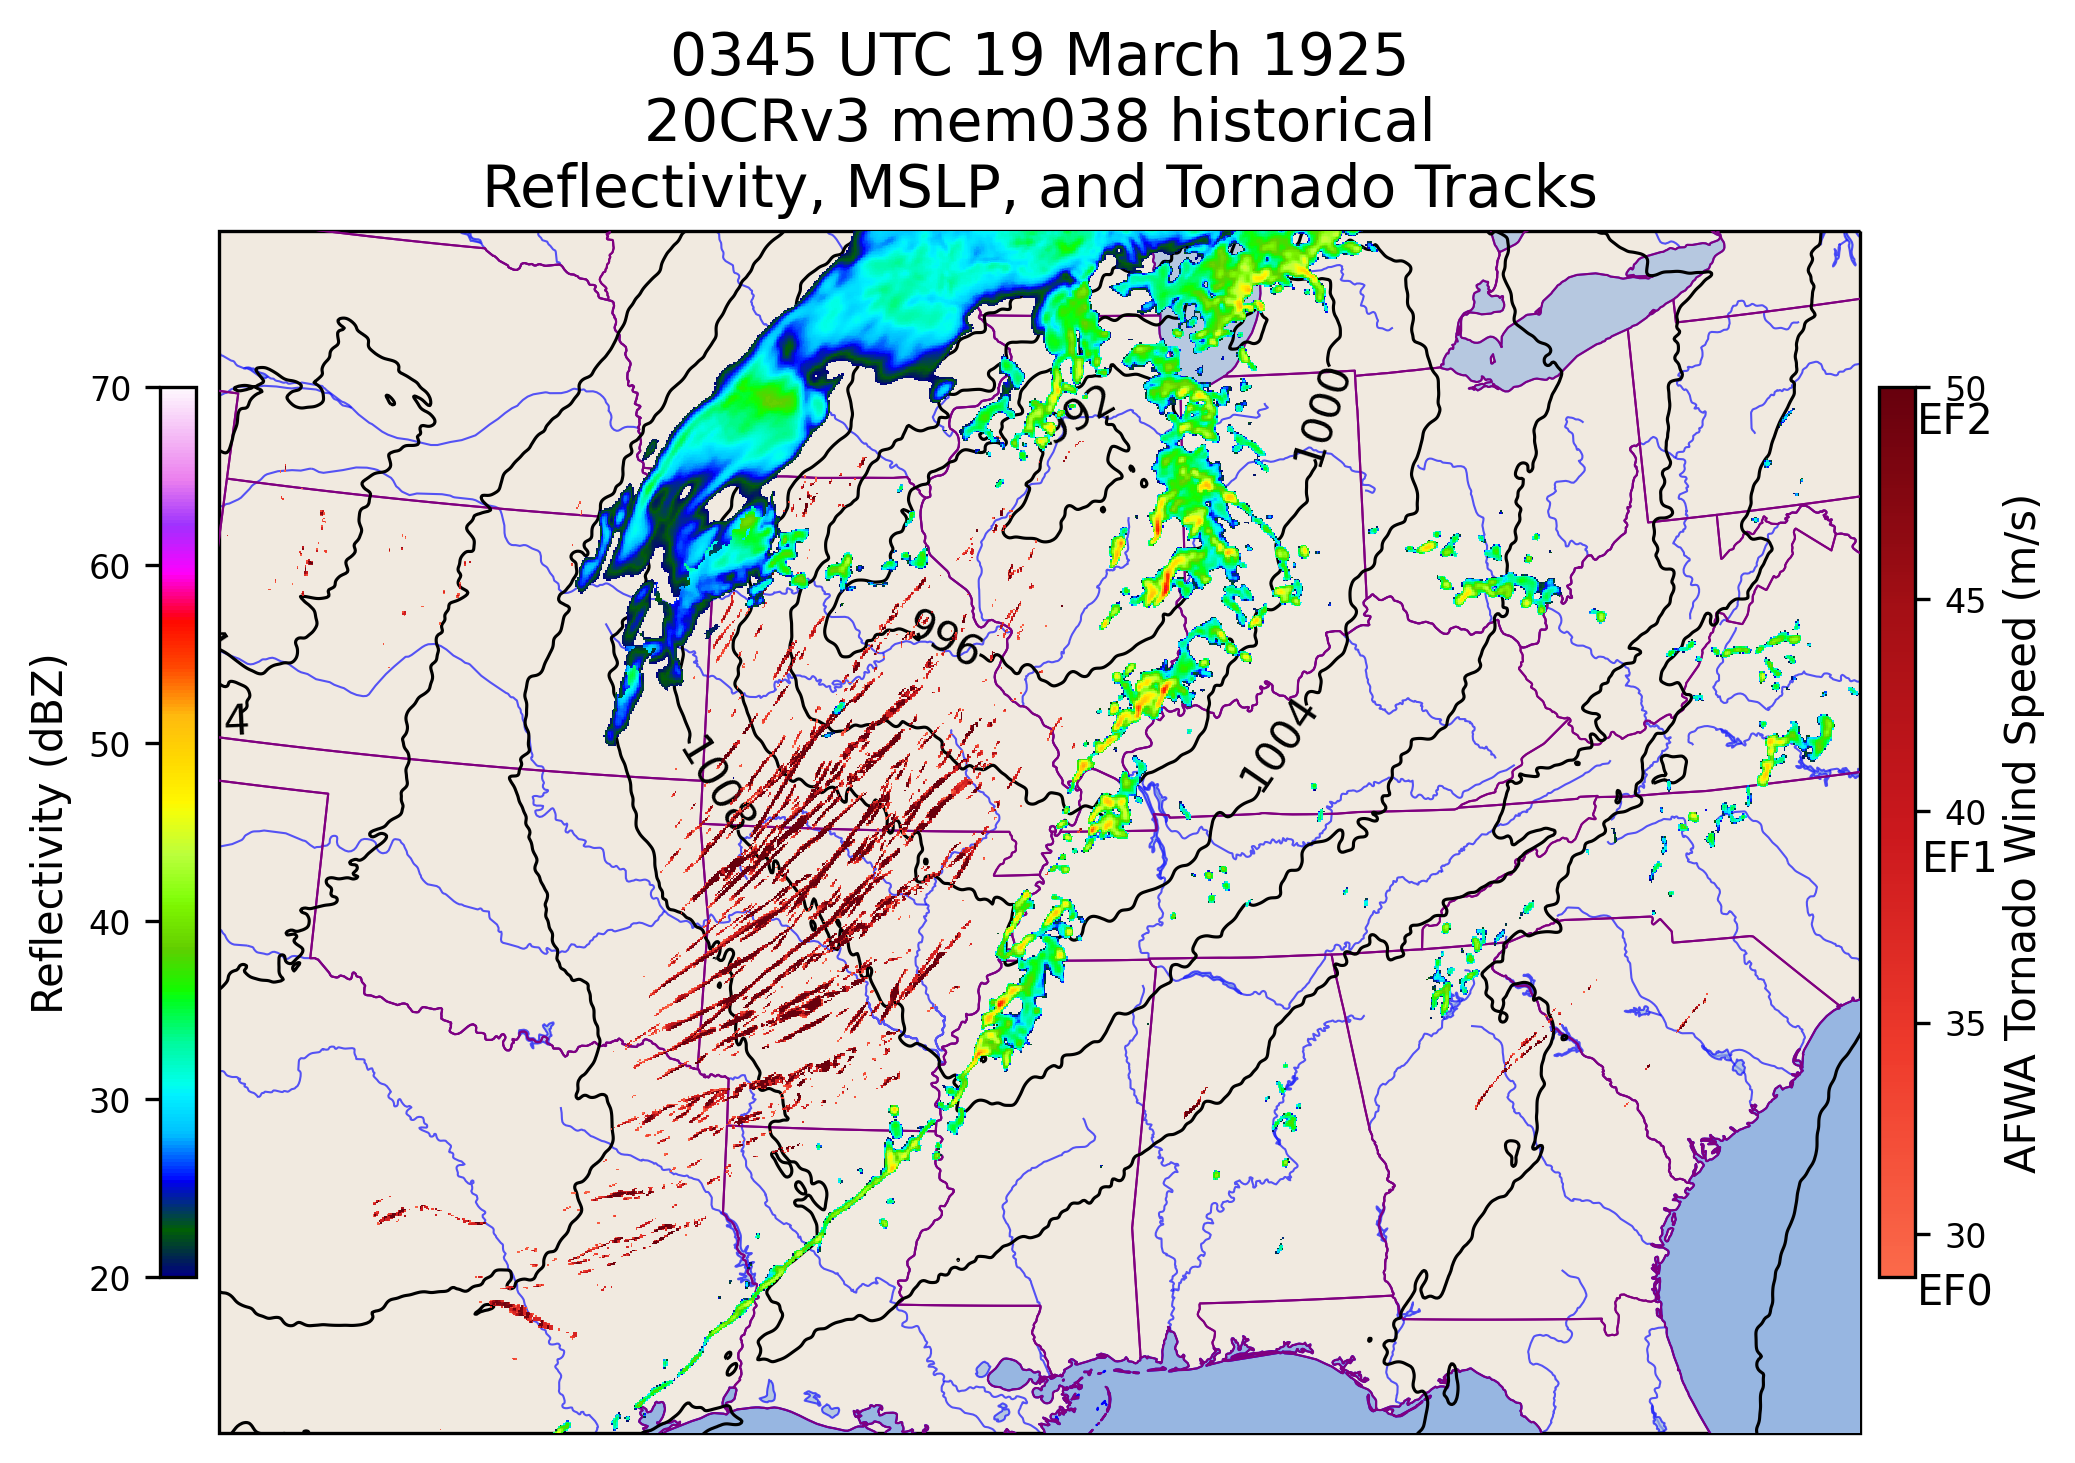 0345 UTC 19 March 1925
20CRv3 mem038 historical
Reflectivity, MSLP, and Tornado Tracks
Reflectivity (dBZ)
70
60
50
40
30
20
992
1000
996
1004
1008
4
50
EF2
45
40
EF1
35
30
EF0
AFWA Tornado Wind Speed (m/s)